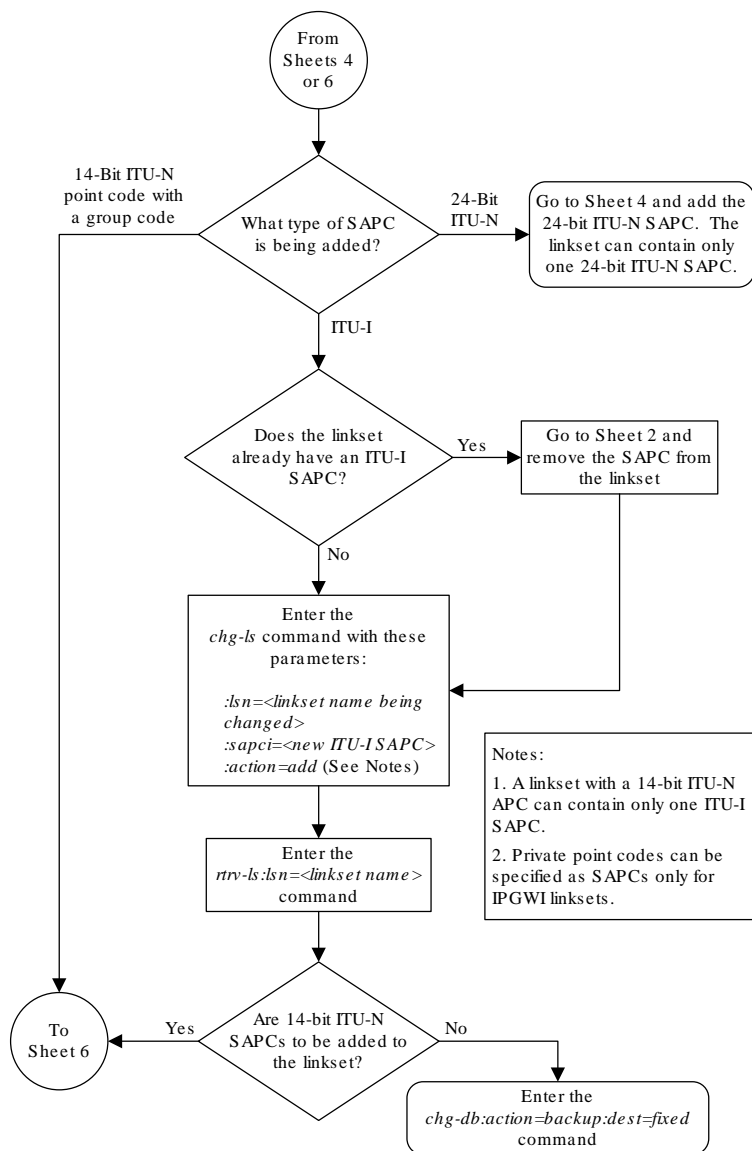 From
Sheets 4
or 6
14-Bit ITU-N
point code with
a group code
What type of SAPC
is being added?
24-Bit
ITU-N
Go to Sheet 4 and add the
24-bit ITU-N SAPC. The
linkset can contain only
one 24-bit ITU-N SAPC.
ITU-I
Does the linkset
already have an ITU-I
SAPC?
Yes
Go to Sheet 2 and
remove the SAPC from
the linkset
No
Enter the
chg-ls command with these
parameters:
:lsn=<linkset name being
changed>
:sapci=<new ITU-I SAPC>
:action=add (See Notes)
Notes:
1. A linkset with a 14-bit ITU-N
APC can contain only one ITU-I
SAPC.
2. Private point codes can be
specified as SAPCs only for
IPGWI linksets.
Enter the
rtrv-ls:lsn=<linkset name>
command
To
Sheet 6
Yes
Are 14-bit ITU-N
SAPCs to be added to
the linkset?
No
Enter the
chg-db:action=backup:dest=fixed
command